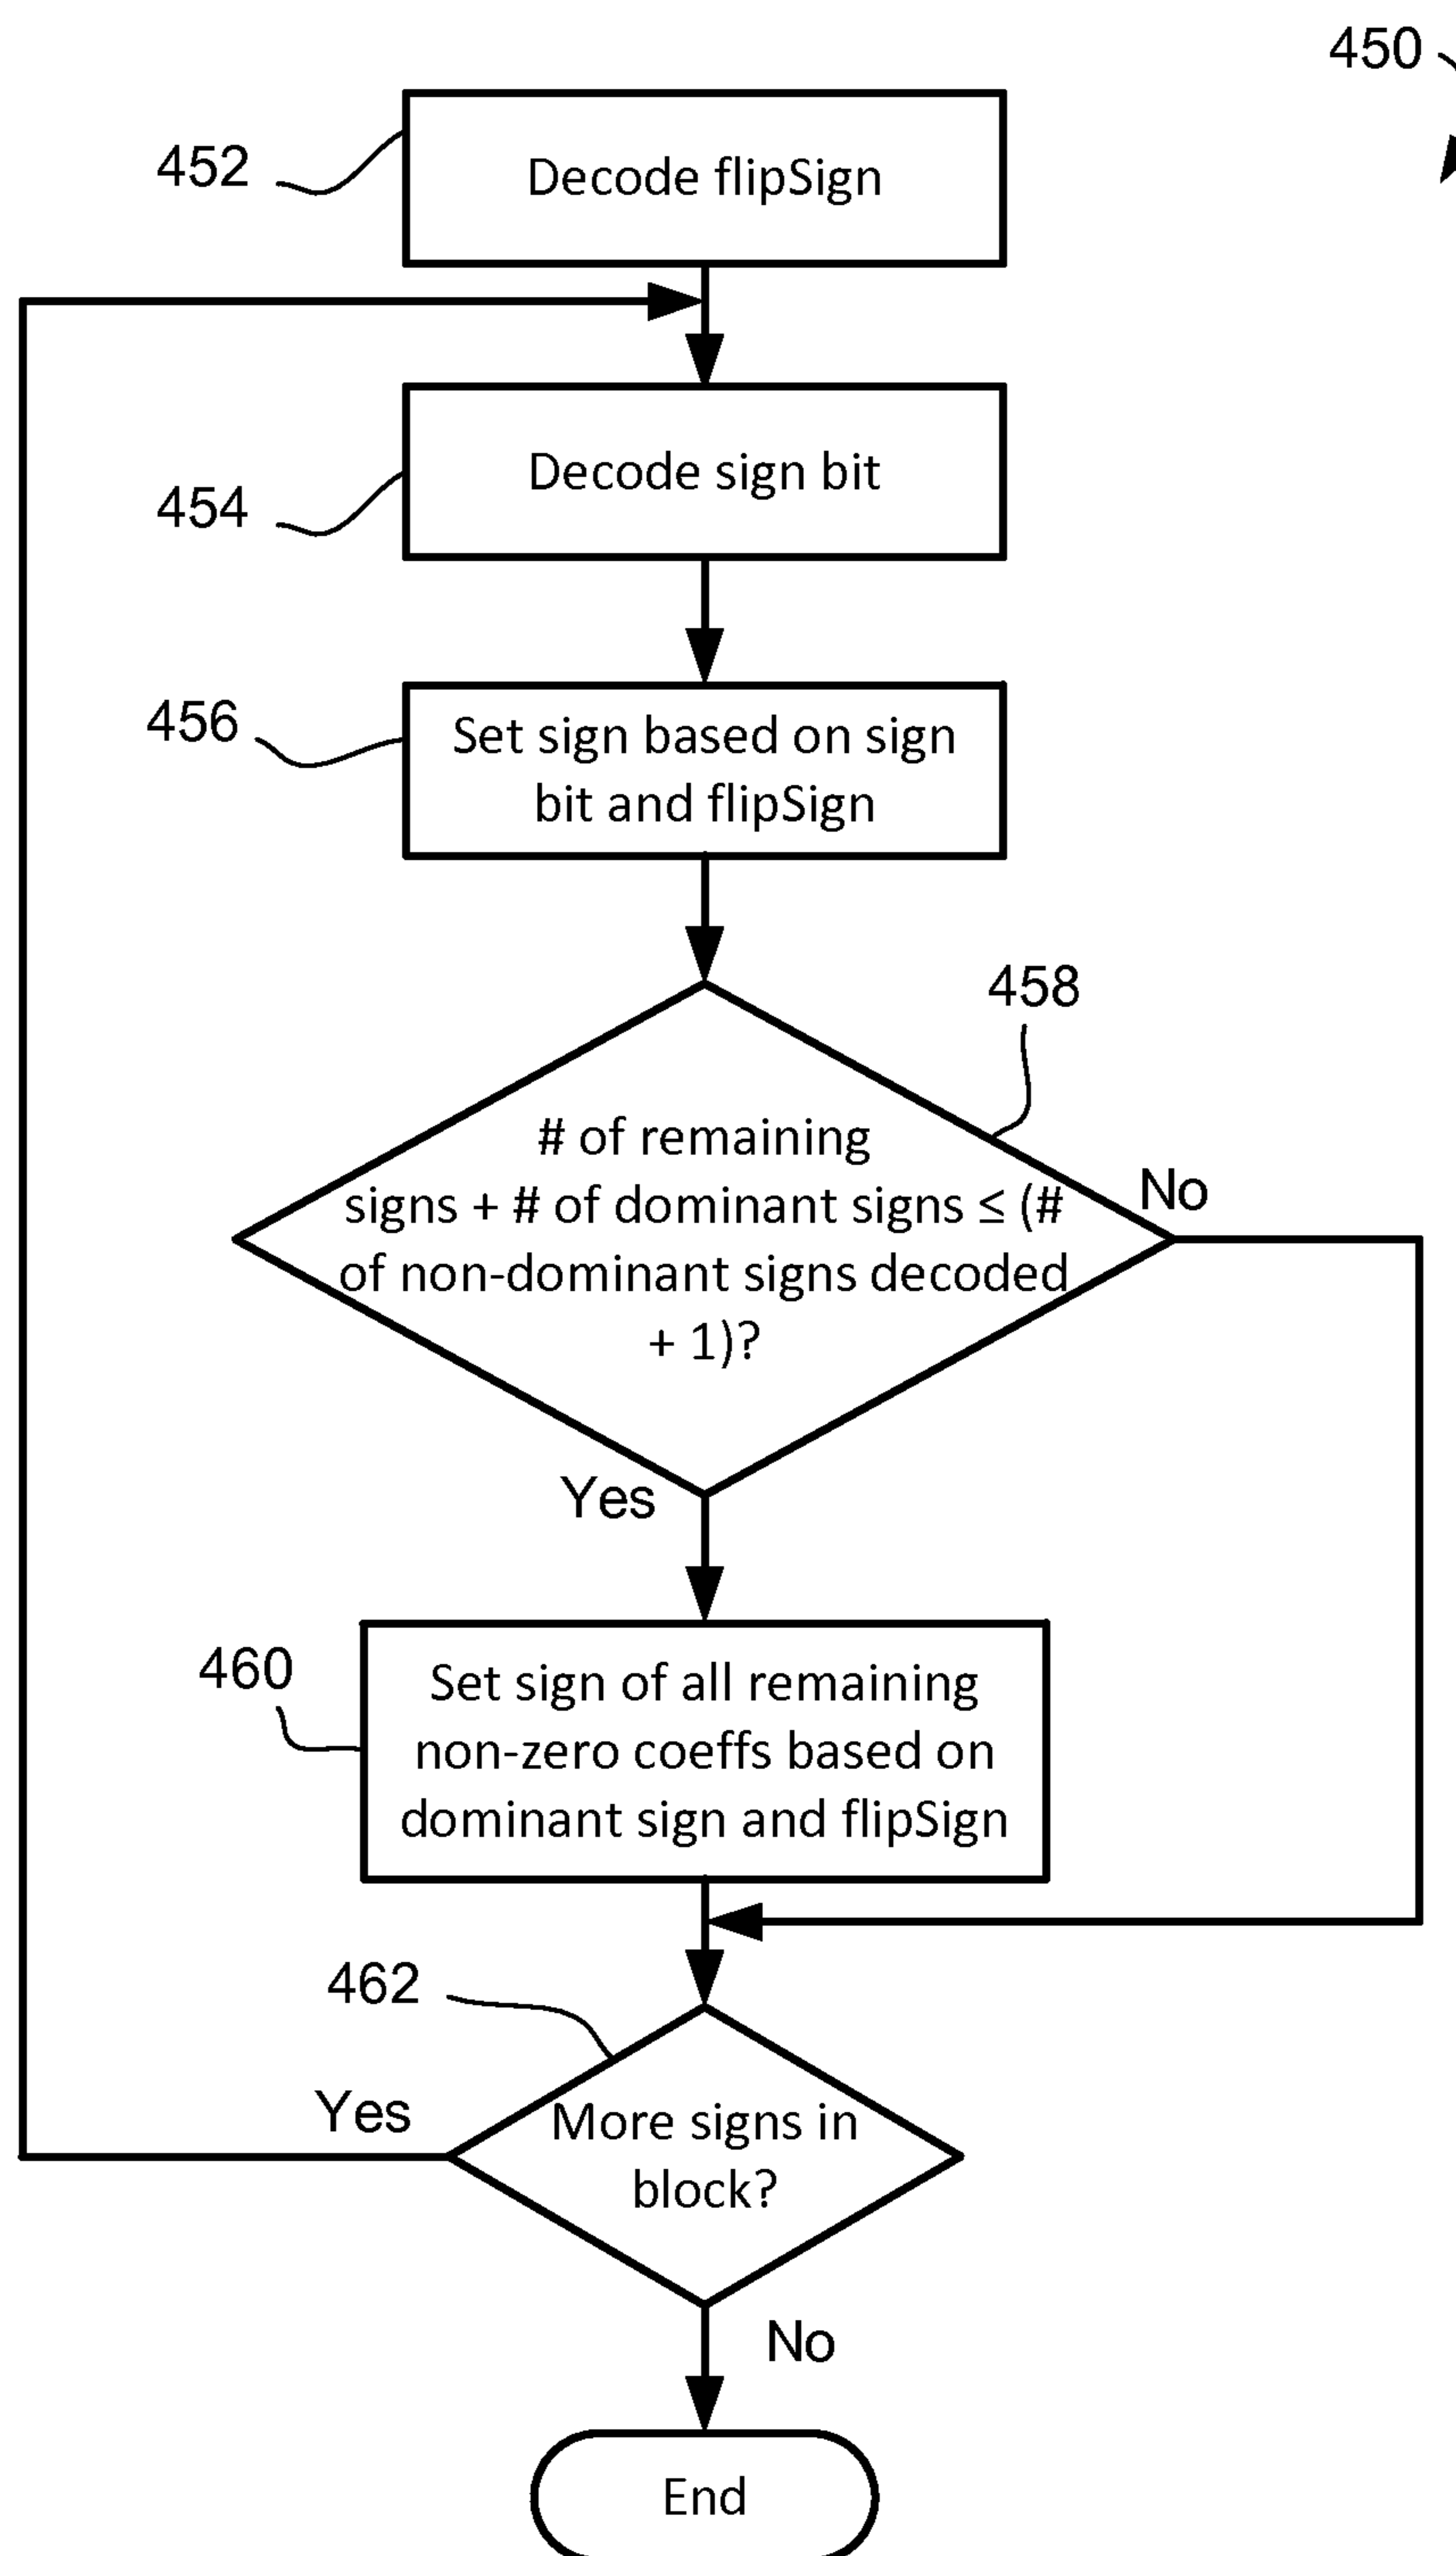 450
452
Decode flipSign
454
Decode sign bit
456
Set sign based on sign
bit and flipSign
458
# of remaining
signs + # of dominant signs ≤ (#
of non-dominant signs decoded
+ 1)?
No
Yes
460
Set sign of all remaining
non-zero coeffs based on
dominant sign and flipSign
462
Yes
More signs in
block?
No
End